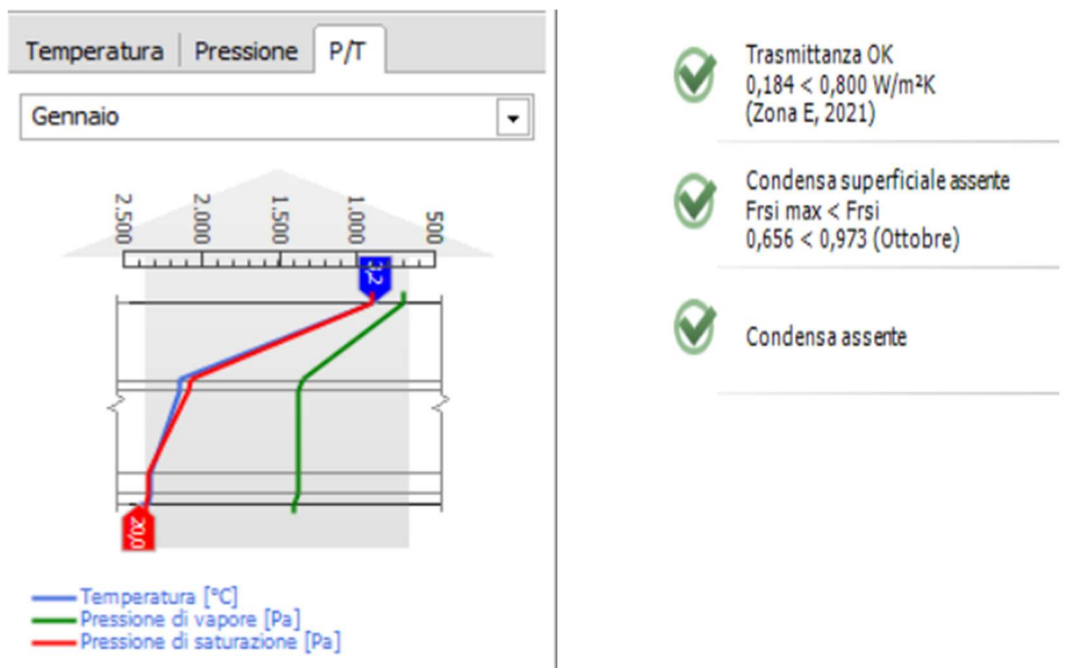 Temperatura Pressione P/T
Gennaio
2.500 2.000 1.500 1.000 500
3,2
20,0
Temperatura [°C]
Pressione di vapore [Pa]
Pressione di saturazione [Pa]
Trasmittanza OK
0,184 < 0,800 W/m²K
(Zona E, 2021)
Condensa superficiale assente
Frsi max < Frsi
0,656 < 0,973 (Ottobre)
Condensa assente